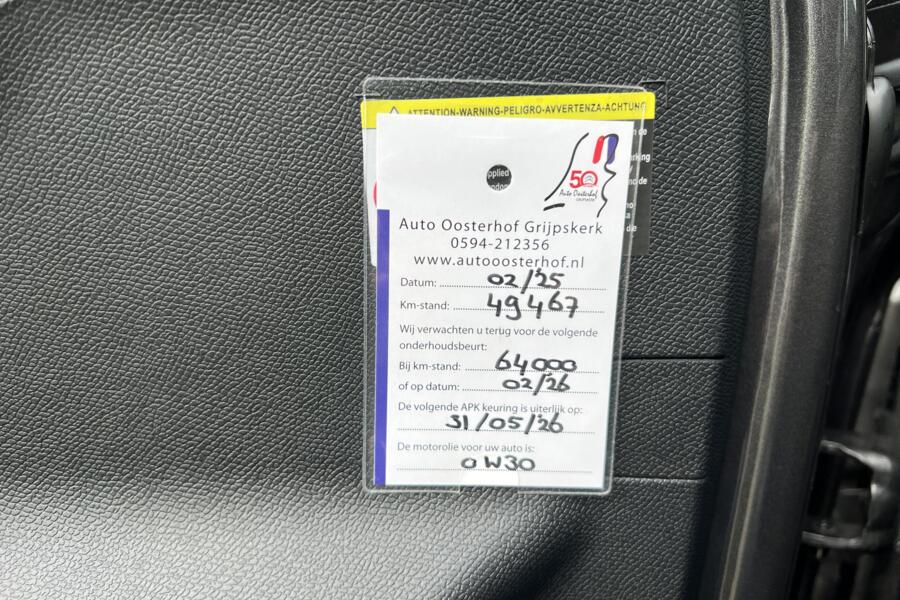 ATTENTION-WARNING-PELIGRO-AVVERTENZA-ACHTUNG
50
Auto Oosterhof
Auto Oosterhof Grijpskerk
0594-212356
www.autooosterhof.nl
Datum: 02/'25
Km-stand: 49467
Wij verwachten u terug voor de volgende
onderhoudsbeurt:
Bij km-stand: 64000
of op datum: 02/'26
De volgende APK keuring is uiterlijk op:
31/05/'26
De motorolie voor uw auto is:
0W30